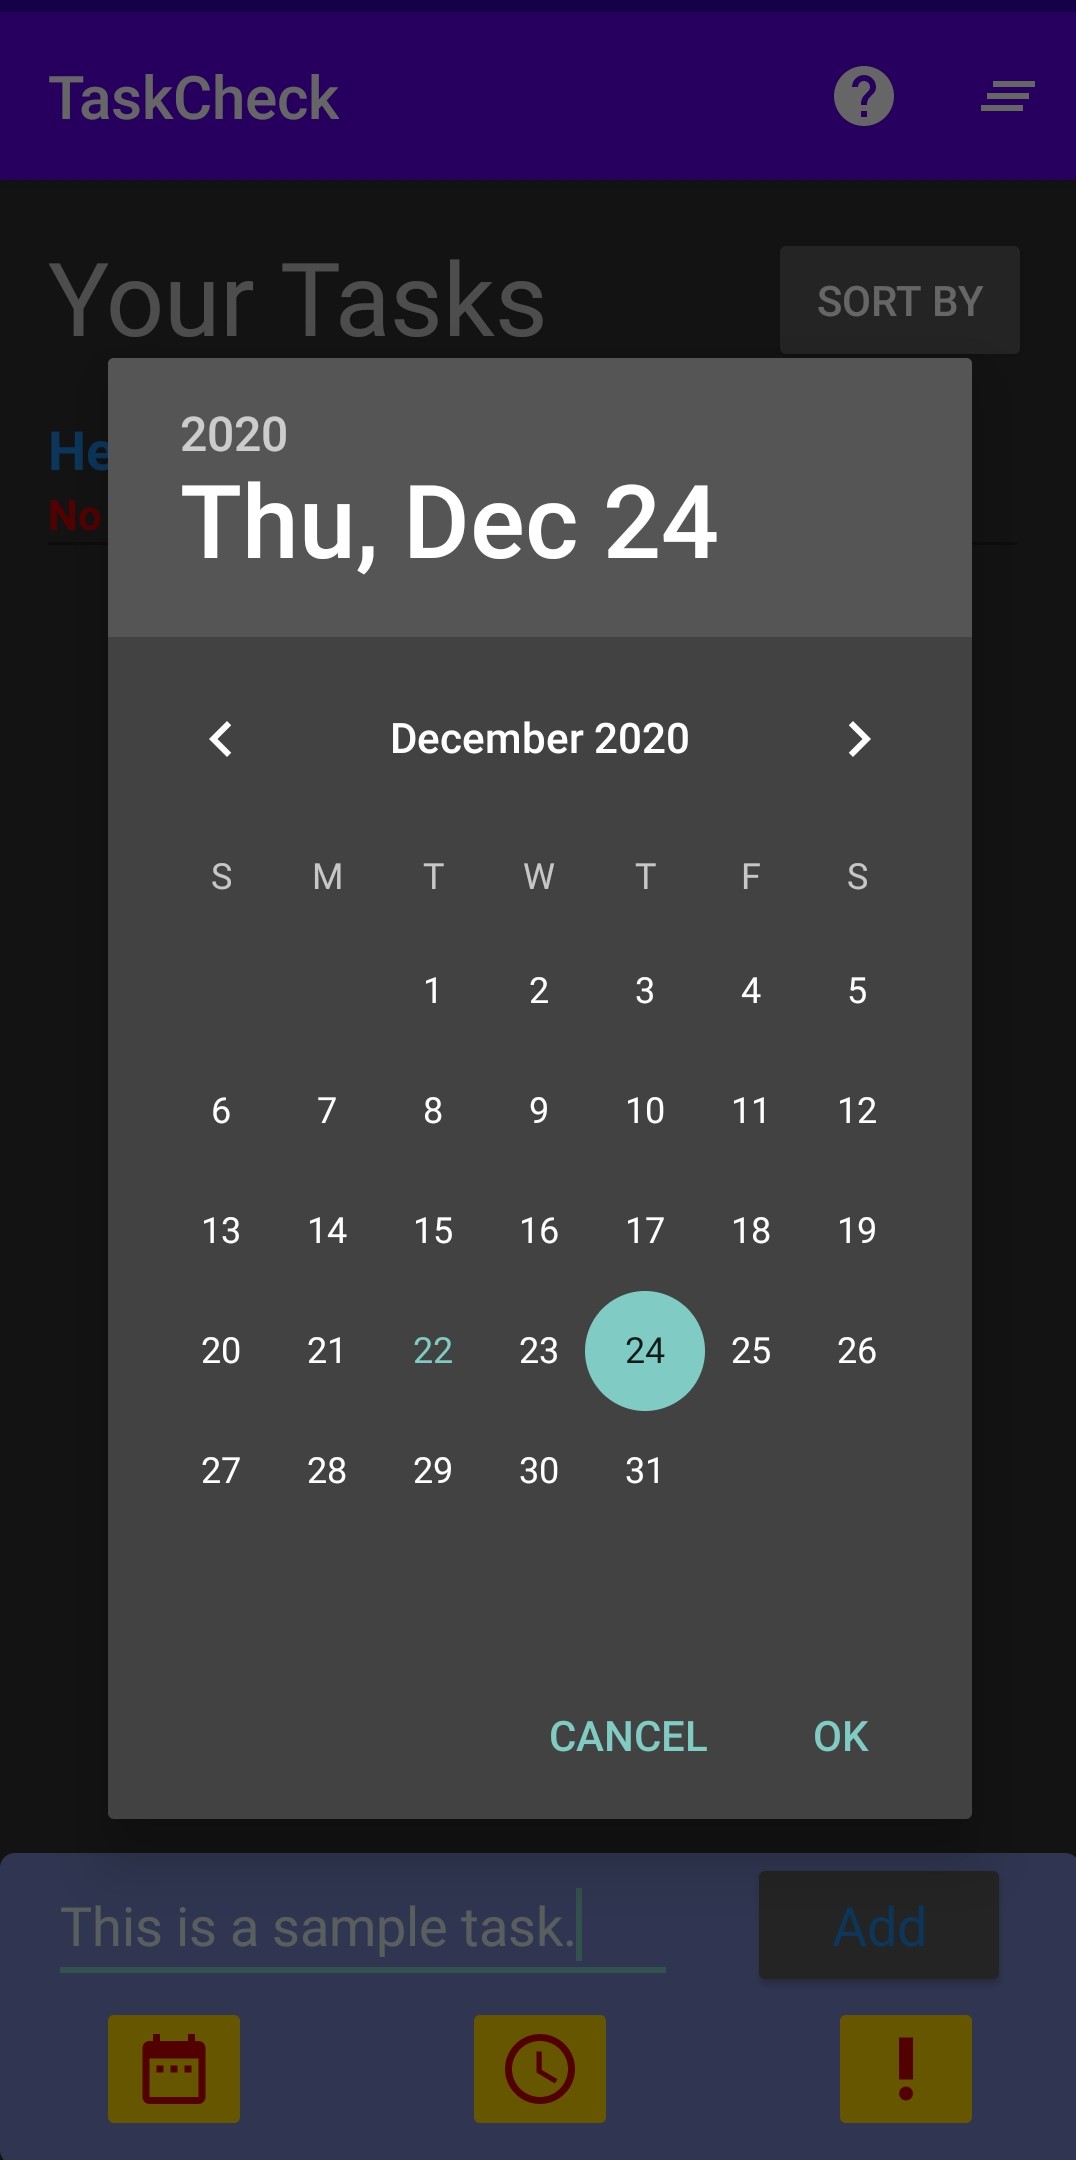 TaskCheck
Your Tasks
SORT BY
2020
Thu, Dec 24
December 2020
S M T W T F S
1 2 3 4 5
6 7 8 9 10 11 12
13 14 15 16 17 18 19
20 21 22 23 24 25 26
27 28 29 30 31
CANCEL OK
This is a sample task.
Add